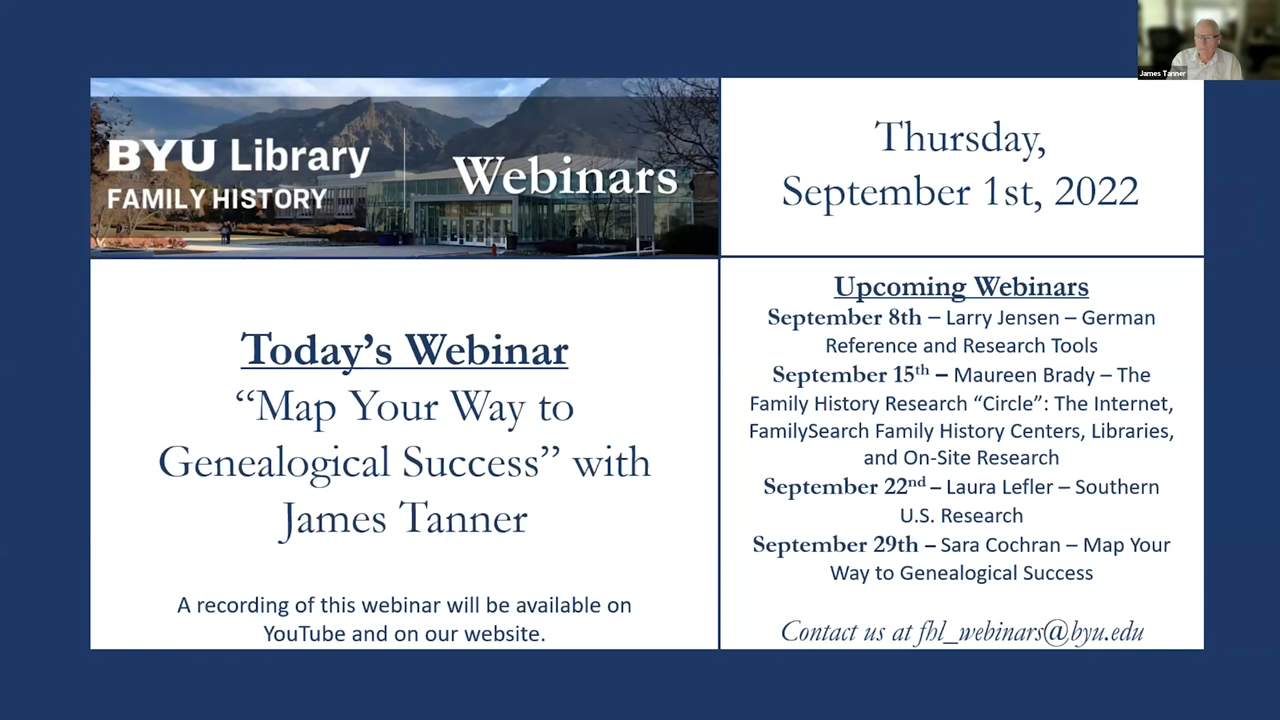 James Tanner
BYU Library
FAMILY HISTORY
Webinars
Thursday,
September 1st, 2022
Today’s Webinar
“Map Your Way to
Genealogical Success” with
James Tanner
A recording of this webinar will be available on
YouTube and on our website.
Upcoming Webinars
September 8th – Larry Jensen – German
Reference and Research Tools
September 15th – Maureen Brady – The
Family History Research “Circle”: The Internet,
FamilySearch Family History Centers, Libraries,
and On-Site Research
September 22nd – Laura Lefler – Southern
U.S. Research
September 29th – Sara Cochran – Map Your
Way to Genealogical Success
Contact us at fhl_webinars@byu.edu